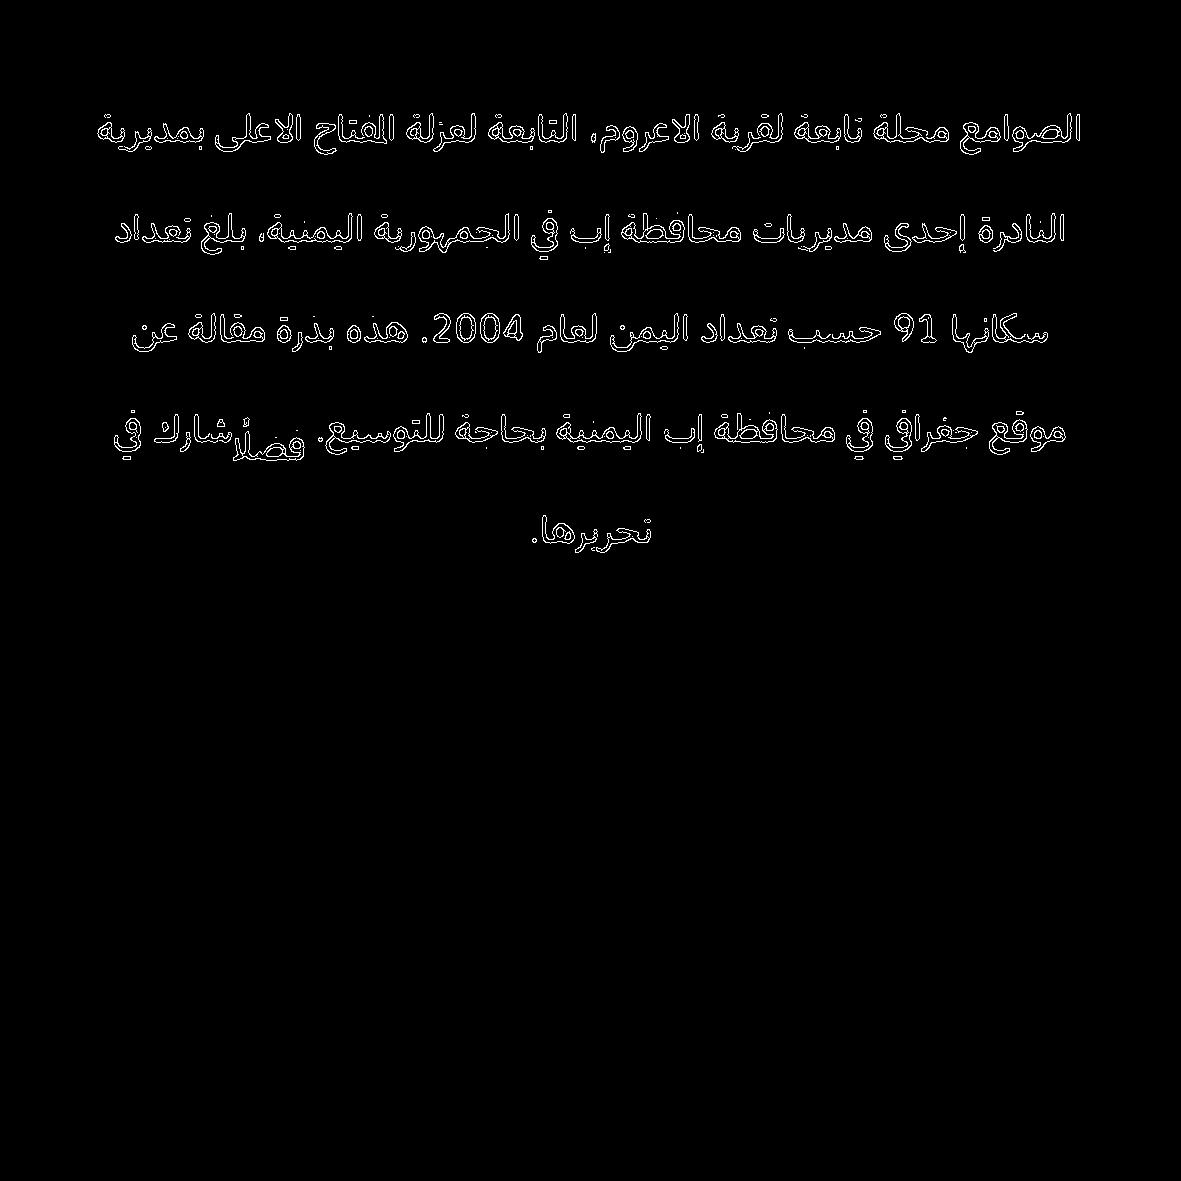 الصوامع محلة تابعة لقرية الاعروم، التابعة لعزلة المفتاح الاعلى بمديرية
النادرة إحدى مديريات محافظة إب في الجمهورية اليمنية، بلغ تعداد
سكانها 91 حسب تعداد اليمن لعام 2004. هذه بذرة مقالة عن
موقع جغرافي في محافظة إب اليمنية بحاجة للتوسيع. فضلًا شارك في
تحريرها.